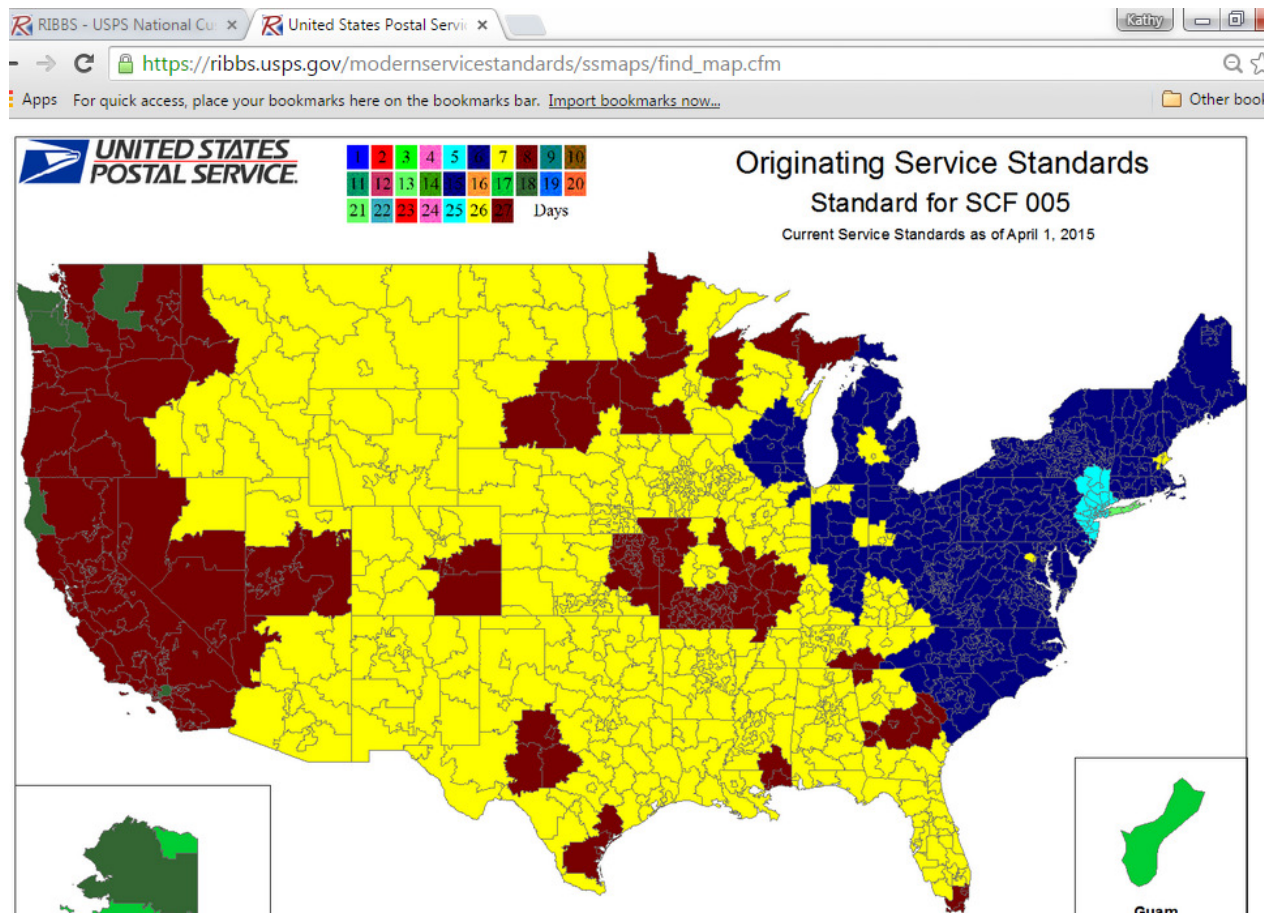 RIBBS - USPS National Cu
United States Postal Servic
Kathy
https://ribbs.usps.gov/modernservicestandards/ssmaps/find_map.cfm
Apps For quick access, place your bookmarks here on the bookmarks bar. Import bookmarks now...
Other book
UNITED STATES
POSTAL SERVICE.
1 2 3 4 5 6 7 8 9 10
11 12 13 14 15 16 17 18 19 20
21 22 23 24 25 26 27 Days
Originating Service Standards
Standard for SCF 005
Current Service Standards as of April 1, 2015
Guam